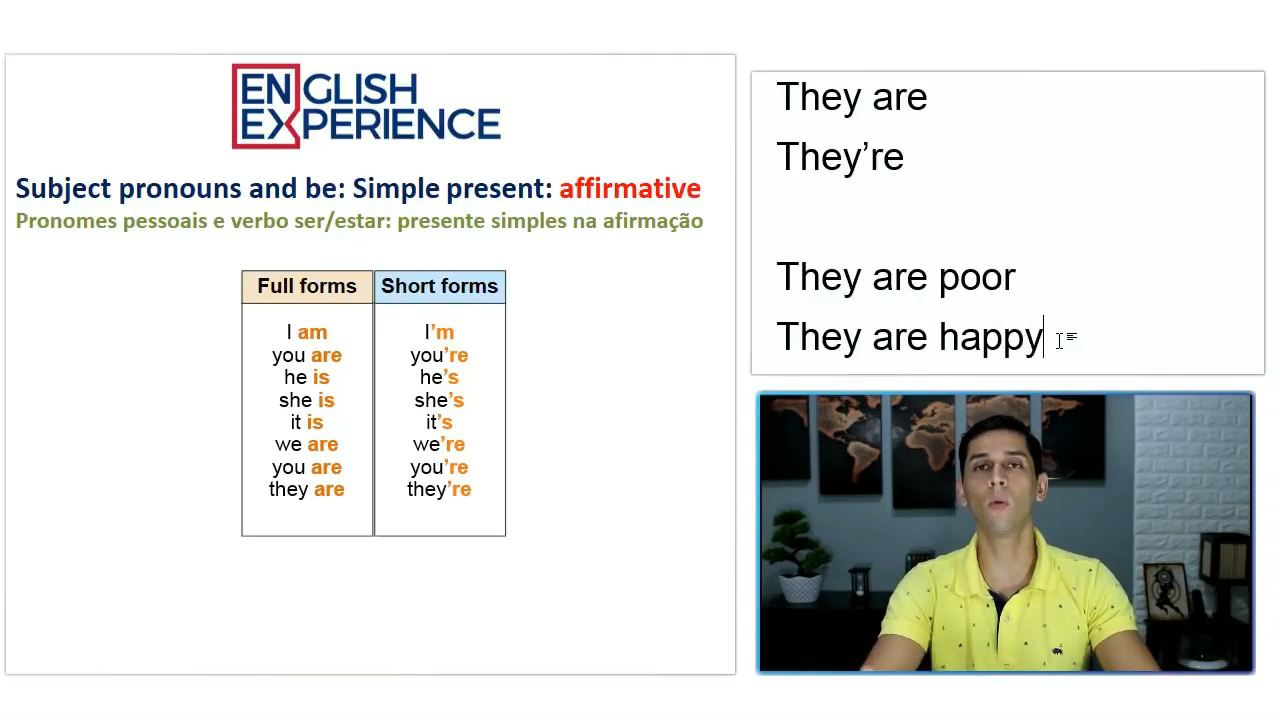 ENGLISH
EXPERIENCE
Subject pronouns and be: Simple present: affirmative
Pronomes pessoais e verbo ser/estar: presente simples na afirmação
Full forms
I am
you are
he is
she is
it is
we are
you are
they are
Short forms
I’m
you’re
he’s
she’s
it’s
we’re
you’re
they’re
They are
They’re
They are poor
They are happy